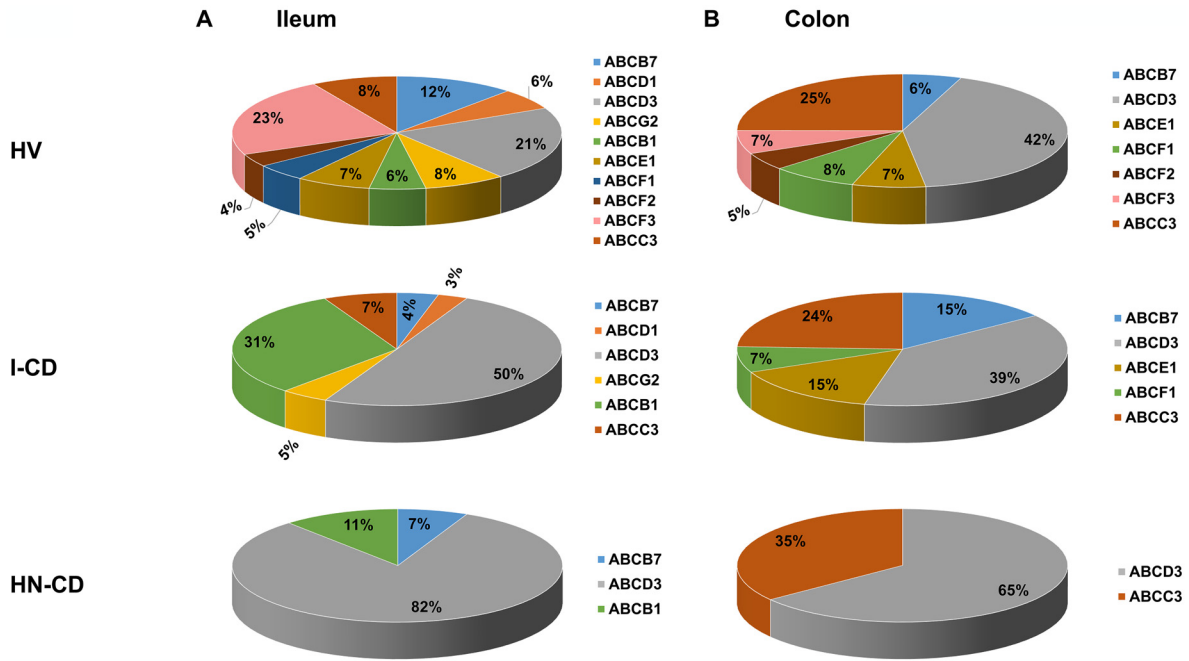 A Ileum
B Colon
HV
12%
6%
21%
8%
6%
7%
5%
4%
23%
8%
ABCB7
ABCD1
ABCD3
ABCG2
ABCB1
ABCE1
ABCF1
ABCF2
ABCF3
ABCC3
6%
42%
7%
8%
5%
7%
25%
ABCB7
ABCD3
ABCE1
ABCF1
ABCF2
ABCF3
ABCC3
I-CD
4%
3%
50%
5%
31%
7%
ABCB7
ABCD1
ABCD3
ABCG2
ABCB1
ABCC3
15%
39%
15%
7%
24%
ABCB7
ABCD3
ABCE1
ABCF1
ABCC3
HN-CD
7%
82%
11%
ABCB7
ABCD3
ABCB1
65%
35%
ABCD3
ABCC3